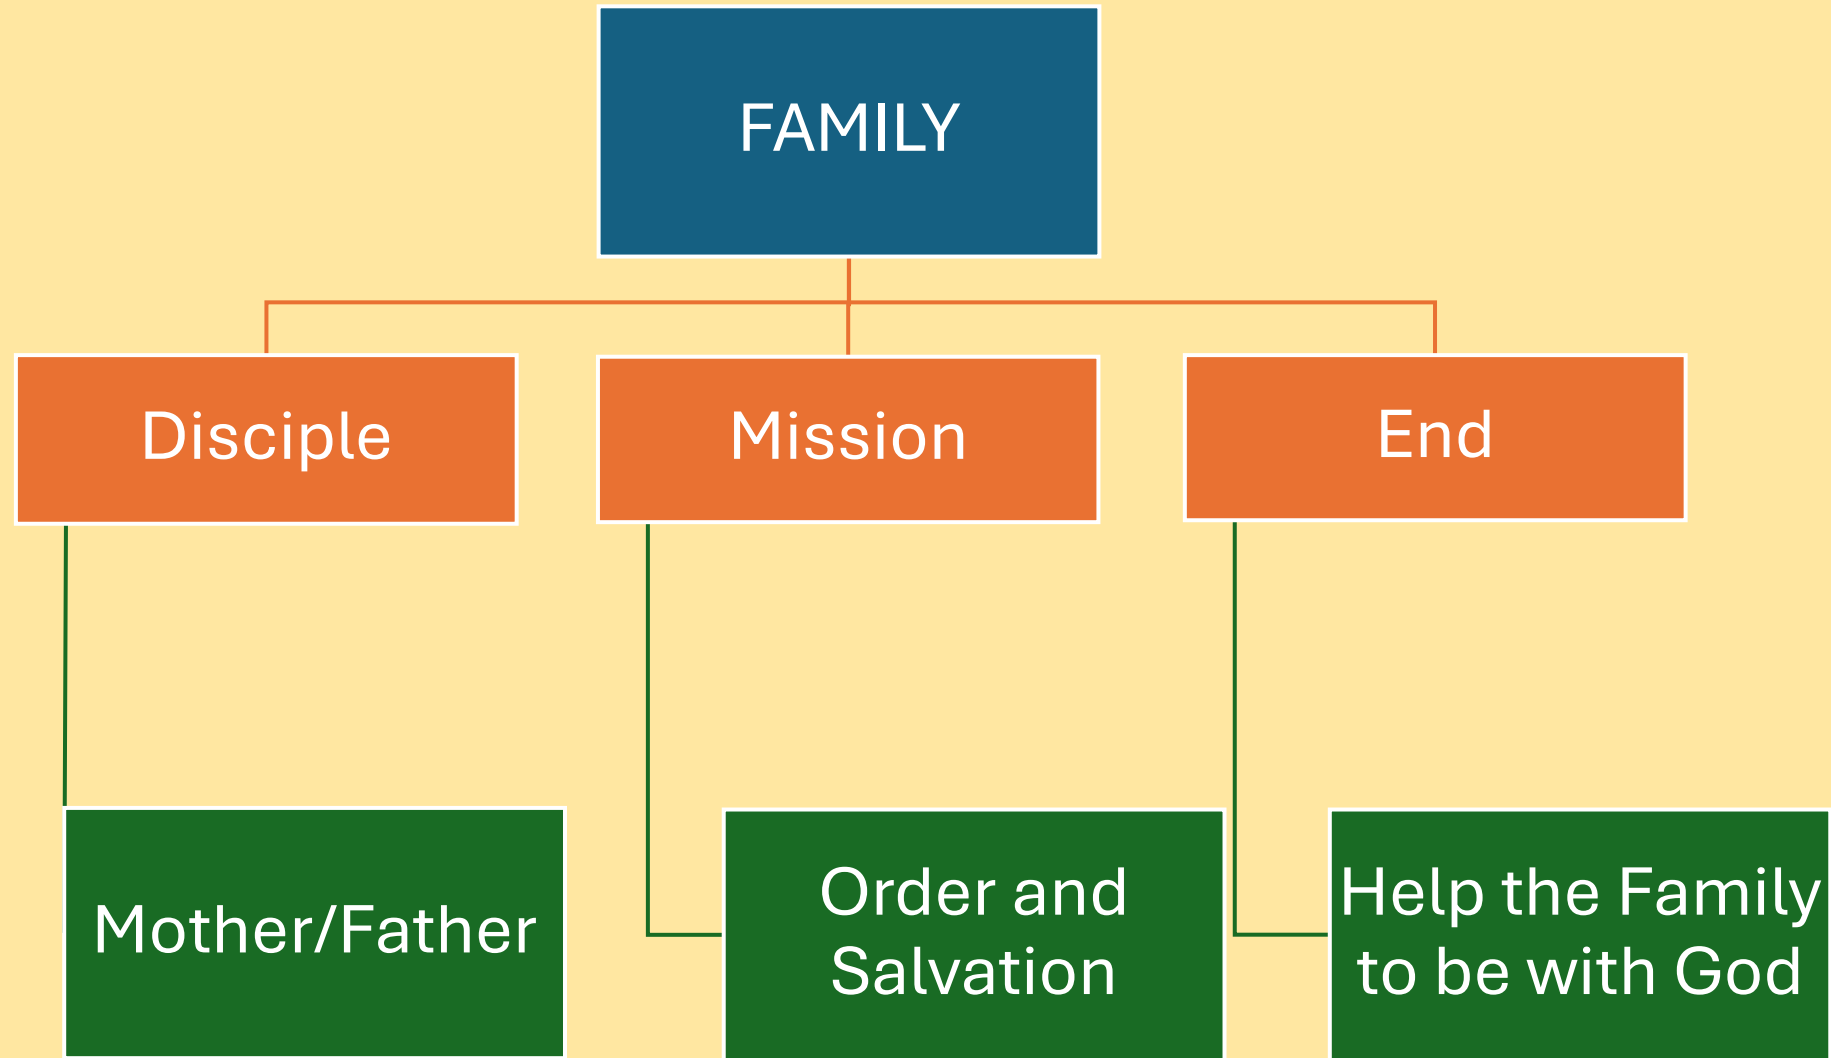 FAMILY
Disciple
Mission
End
Mother/Father
Order and
Salvation
Help the Family
to be with God